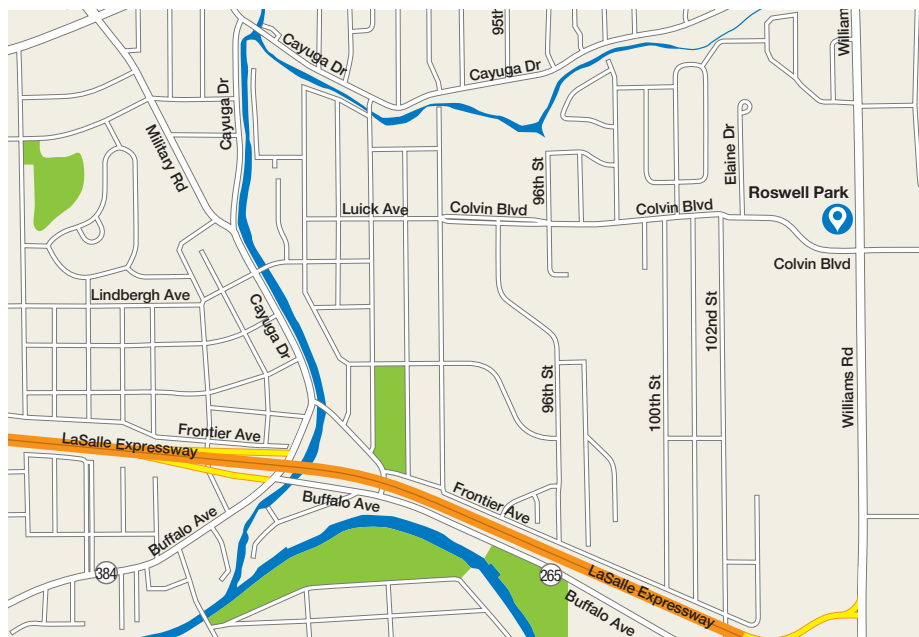 95th St
Williams Rd
Cayuga Dr
Cayuga Dr
Cayuga Dr
Military Rd
Elaine Dr
96th St
Roswell Park
Luick Ave
Colvin Blvd
Colvin Blvd
Colvin Blvd
Lindbergh Ave
Cayuga Dr
102nd St
96th St
100th St
Williams Rd
Frontier Ave
LaSalle Expressway
Buffalo Ave
Frontier Ave
Buffalo Ave
384
265
LaSalle Expressway
Buffalo Ave